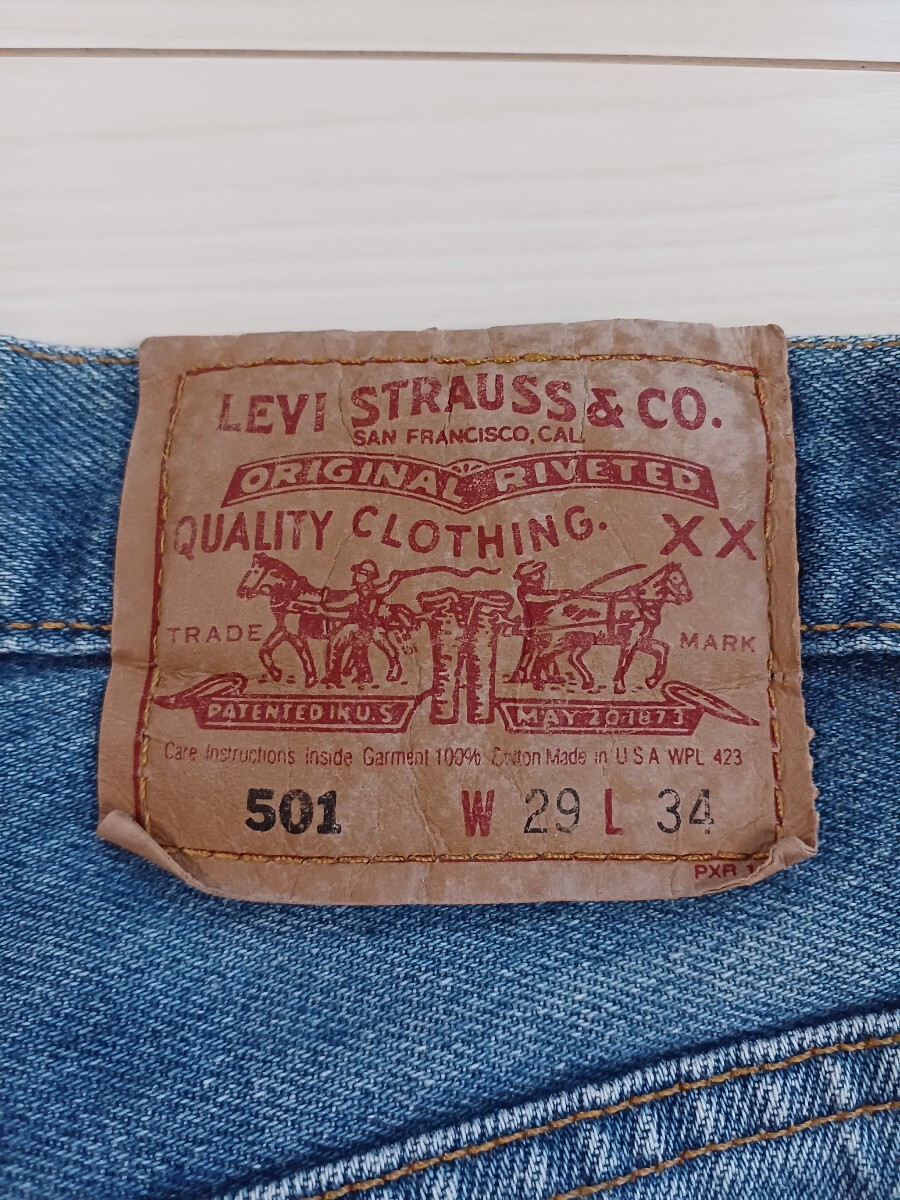 LEVI STRAUSS & CO.
SAN FRANCISCO, CAL.
ORIGINAL RIVETED
QUALITY CLOTHING. XX
TRADE MARK
PATENTED IN U.S. MAY 20 1873
Care Instructions Inside Garment 100% Cotton Made in U S A WPL 423
501 W 29 L 34
PXR